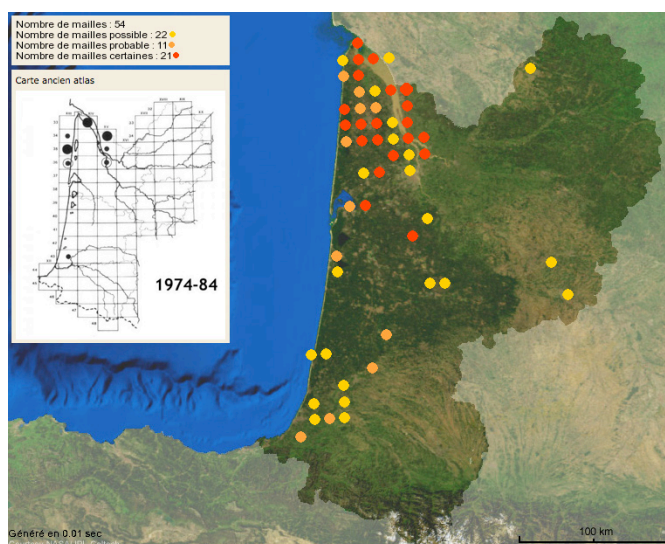 Nombre de mailles : 54
Nombre de mailles possible : 22
Nombre de mailles probable : 11
Nombre de mailles certaines : 21
Carte ancien atlas
1974-84
Généré en 0.01 sec
100 km